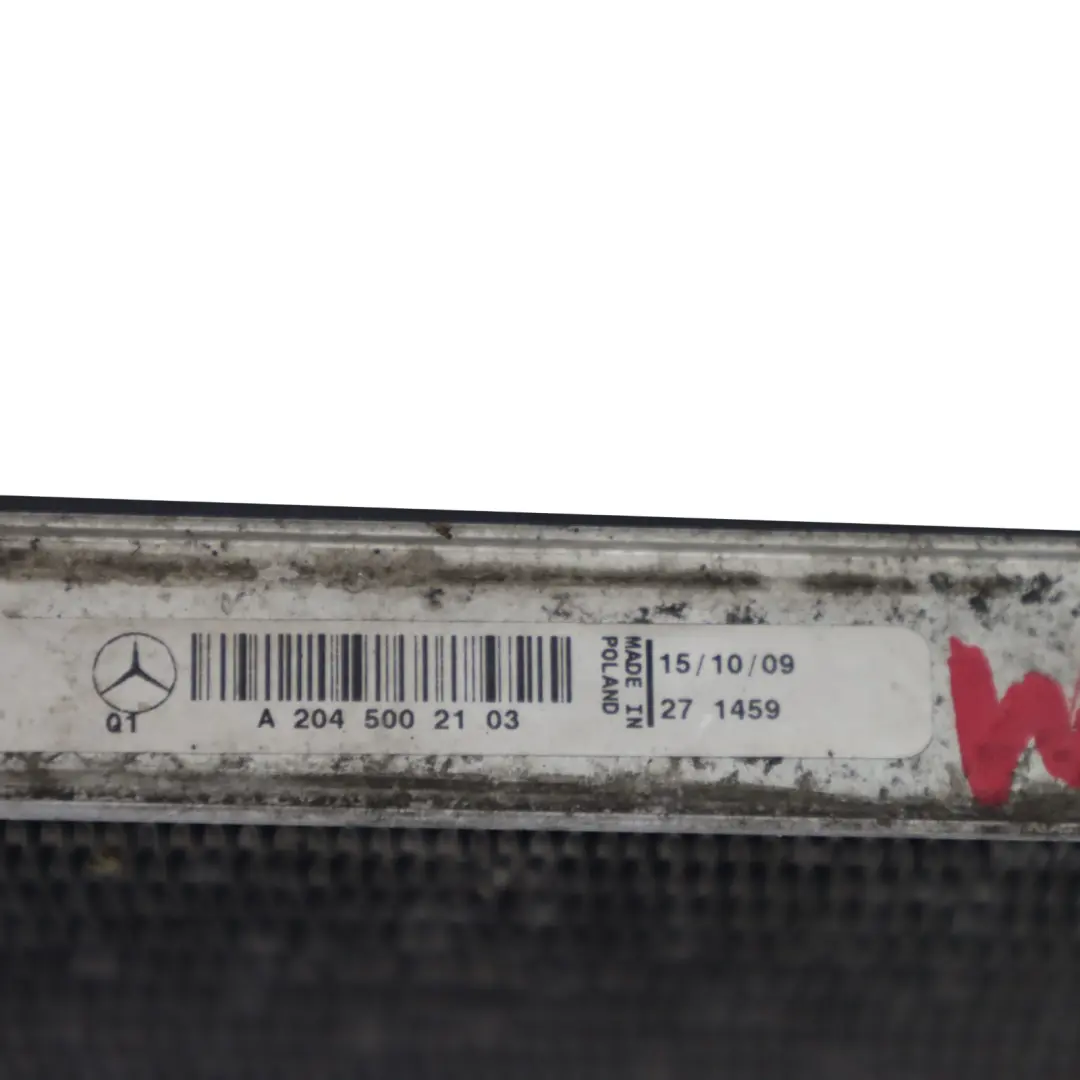 Q1
A 204 500 21 03
MADE IN
POLAND
15/10/09
27 1459